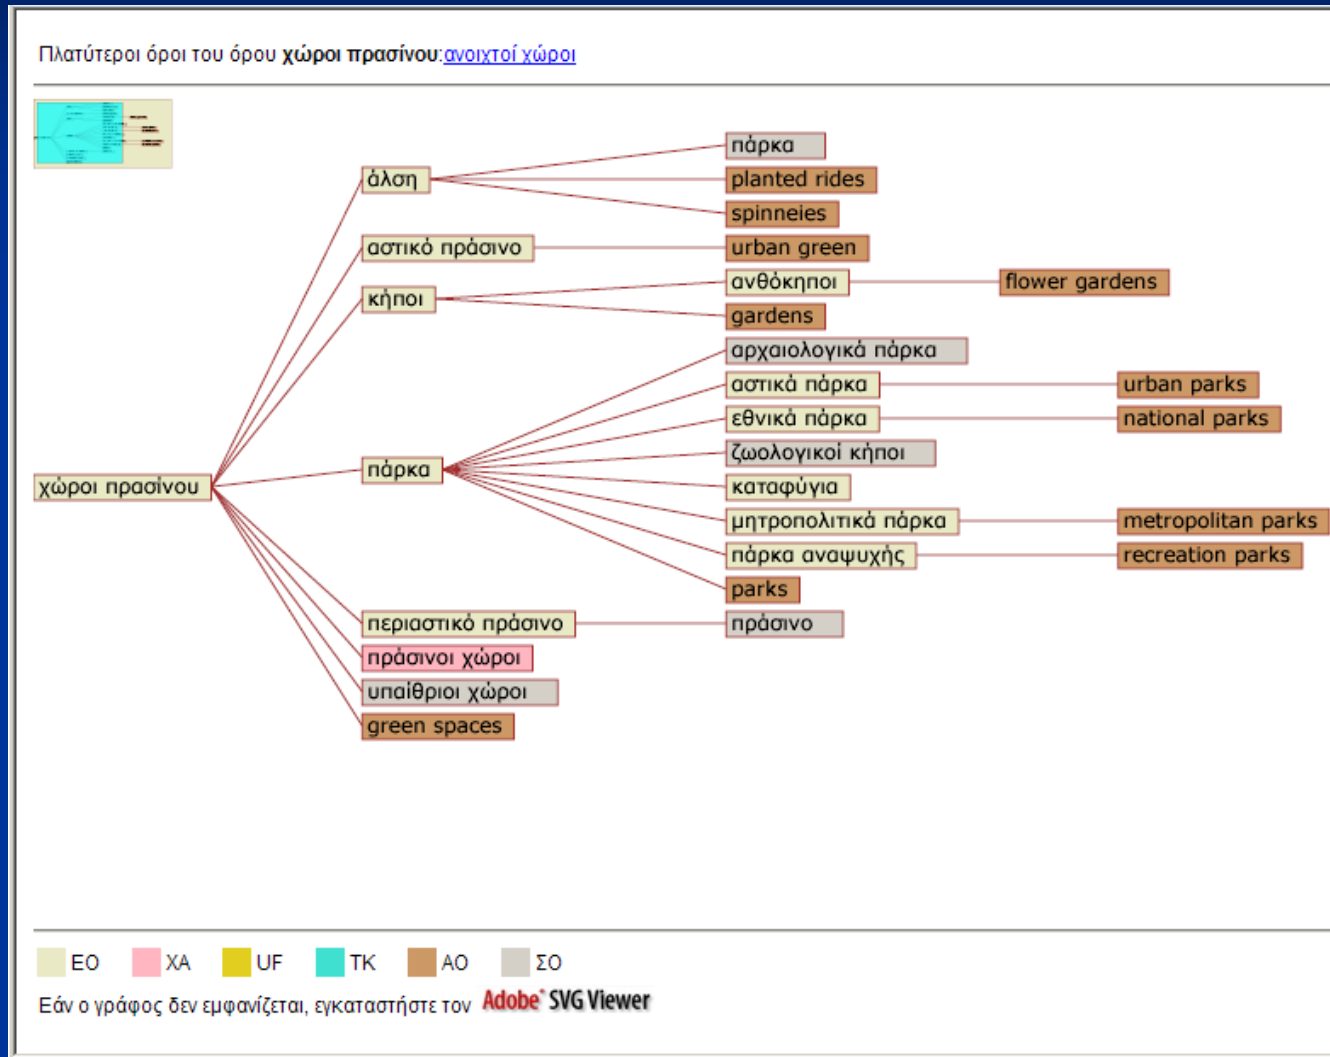 Πλατύτεροι όροι του όρου χώροι πρασίνου:ανοιχτοί χώροι
πάρκα
άλση
planted rides
spinneies
αστικό πράσινο
urban green
ανθόκηποι
flower gardens
κήποι
gardens
αρχαιολογικά πάρκα
αστικά πάρκα
urban parks
εθνικά πάρκα
national parks
ζωολογικοί κήποι
πάρκα
χώροι πρασίνου
καταφύγια
μητροπολιτικά πάρκα
metropolitan parks
πάρκα αναψυχής
recreation parks
parks
περιαστικό πράσινο
πράσινο
πράσινοι χώροι
υπαίθριοι χώροι
green spaces
ΕΟ ΧΑ UF ΤΚ ΑΟ ΣΟ
Εάν ο γράφος δεν εμφανίζεται, εγκαταστήστε τον Adobe SVG Viewer